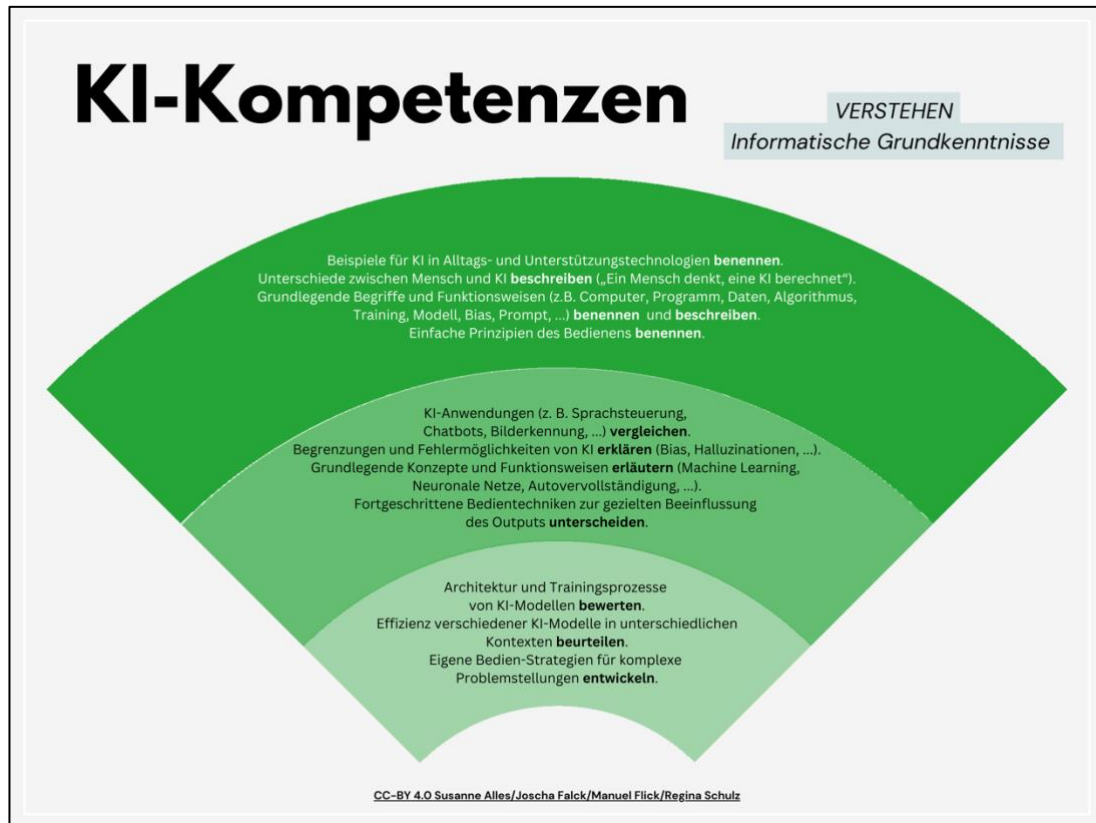 KI-Kompetenzen
VERSTEHEN
Informatische Grundkenntnisse
Beispiele für KI in Alltags- und Unterstützungstechnologien benennen.
Unterschiede zwischen Mensch und KI beschreiben („Ein Mensch denkt, eine KI berechnet“).
Grundlegende Begriffe und Funktionsweisen (z.B. Computer, Programm, Daten, Algorithmus,
Training, Modell, Bias, Prompt, ...) benennen und beschreiben.
Einfache Prinzipien des Bedienens benennen.
KI-Anwendungen (z. B. Sprachsteuerung,
Chatbots, Bilderkennung, ...) vergleichen.
Begrenzungen und Fehlermöglichkeiten von KI erklären (Bias, Halluzinationen, ...).
Grundlegende Konzepte und Funktionsweisen erläutern (Machine Learning,
Neuronale Netze, Autovervollständigung, ...).
Fortgeschrittene Bedientechniken zur gezielten Beeinflussung
des Outputs unterscheiden.
Architektur und Trainingsprozesse
von KI-Modellen bewerten.
Effizienz verschiedener KI-Modelle in unterschiedlichen
Kontexten beurteilen.
Eigene Bedien-Strategien für komplexe
Problemstellungen entwickeln.
CC-BY 4.0 Susanne Alles/Joscha Falck/Manuel Flick/Regina Schulz